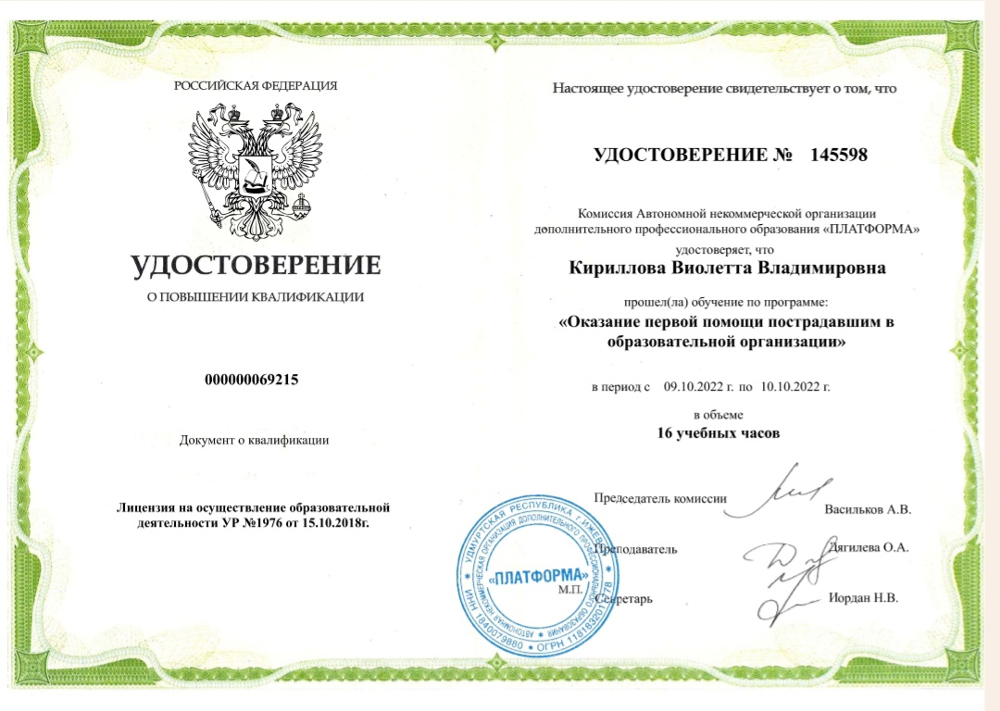 РОССИЙСКАЯ ФЕДЕРАЦИЯ
УДОСТОВЕРЕНИЕ
О ПОВЫШЕНИИ КВАЛИФИКАЦИИ
000000069215
Документ о квалификации
Лицензия на осуществление образовательной
деятельности УР №1976 от 15.10.2018г.
Настоящее удостоверение свидетельствует о том, что
УДОСТОВЕРЕНИЕ № 145598
Комиссия Автономной некоммерческой организации
дополнительного профессионального образования «ПЛАТФОРМА»
удостоверяет, что
Кириллова Виолетта Владимировна
прошел(ла) обучение по программе:
«Оказание первой помощи пострадавшим в
образовательной организации»
в период с 09.10.2022 г. по 10.10.2022 г.
в объеме
16 учебных часов
Председатель комиссии
Васильков А.В.
Преподаватель
Дягилева О.А.
М.П.
Секретарь
Иордан Н.В.
УДМУРТСКАЯ РЕСПУБЛИКА г.ИЖЕВСК
ИНН 1840079880 • ОГРН
АВТОНОМНАЯ НЕКОММЕРЧЕСКАЯ ОРГАНИЗАЦИЯ ДОПОЛНИТЕЛЬНОГО ПРОФЕССИОНАЛЬНОГО ОБРАЗОВАНИЯ
«ПЛАТФОРМА»